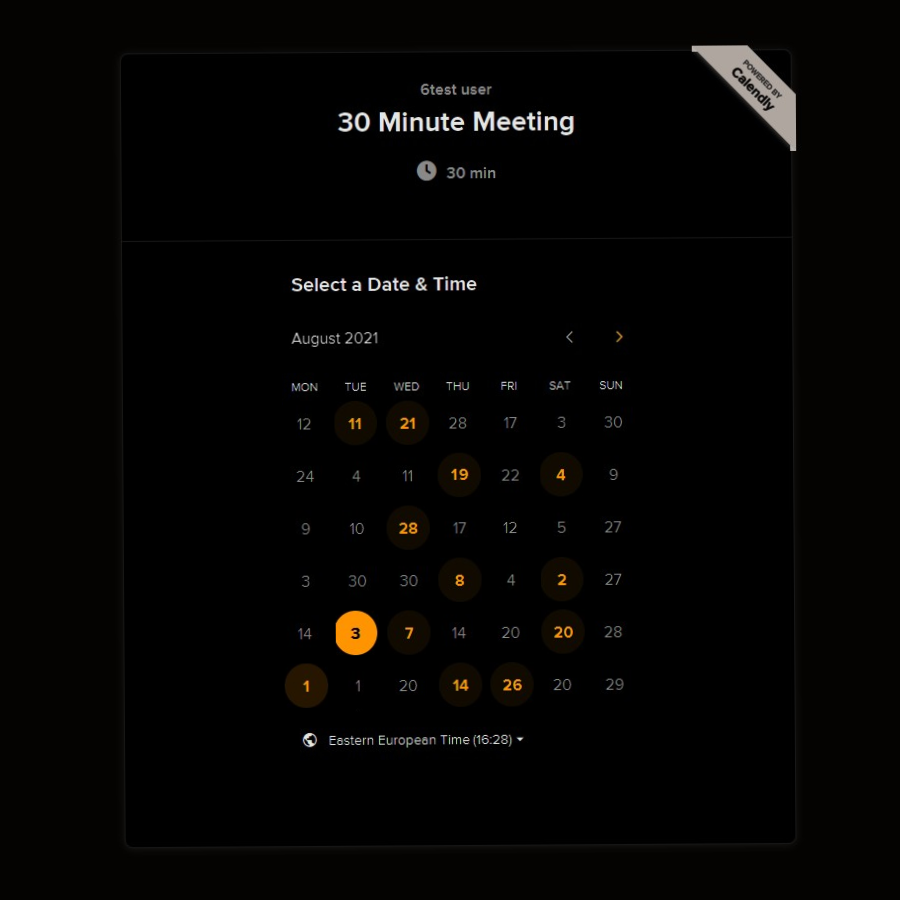 POWERED BY
Calendly
6test user
30 Minute Meeting
30 min
Select a Date & Time
August 2021
MON TUE WED THU FRI SAT SUN
12 11 21 28 17 3 30
24 4 11 19 22 4 9
9 10 28 17 12 5 27
3 30 30 8 4 2 27
14 3 7 14 20 20 28
1 1 20 14 26 20 29
Eastern European Time (16:28)